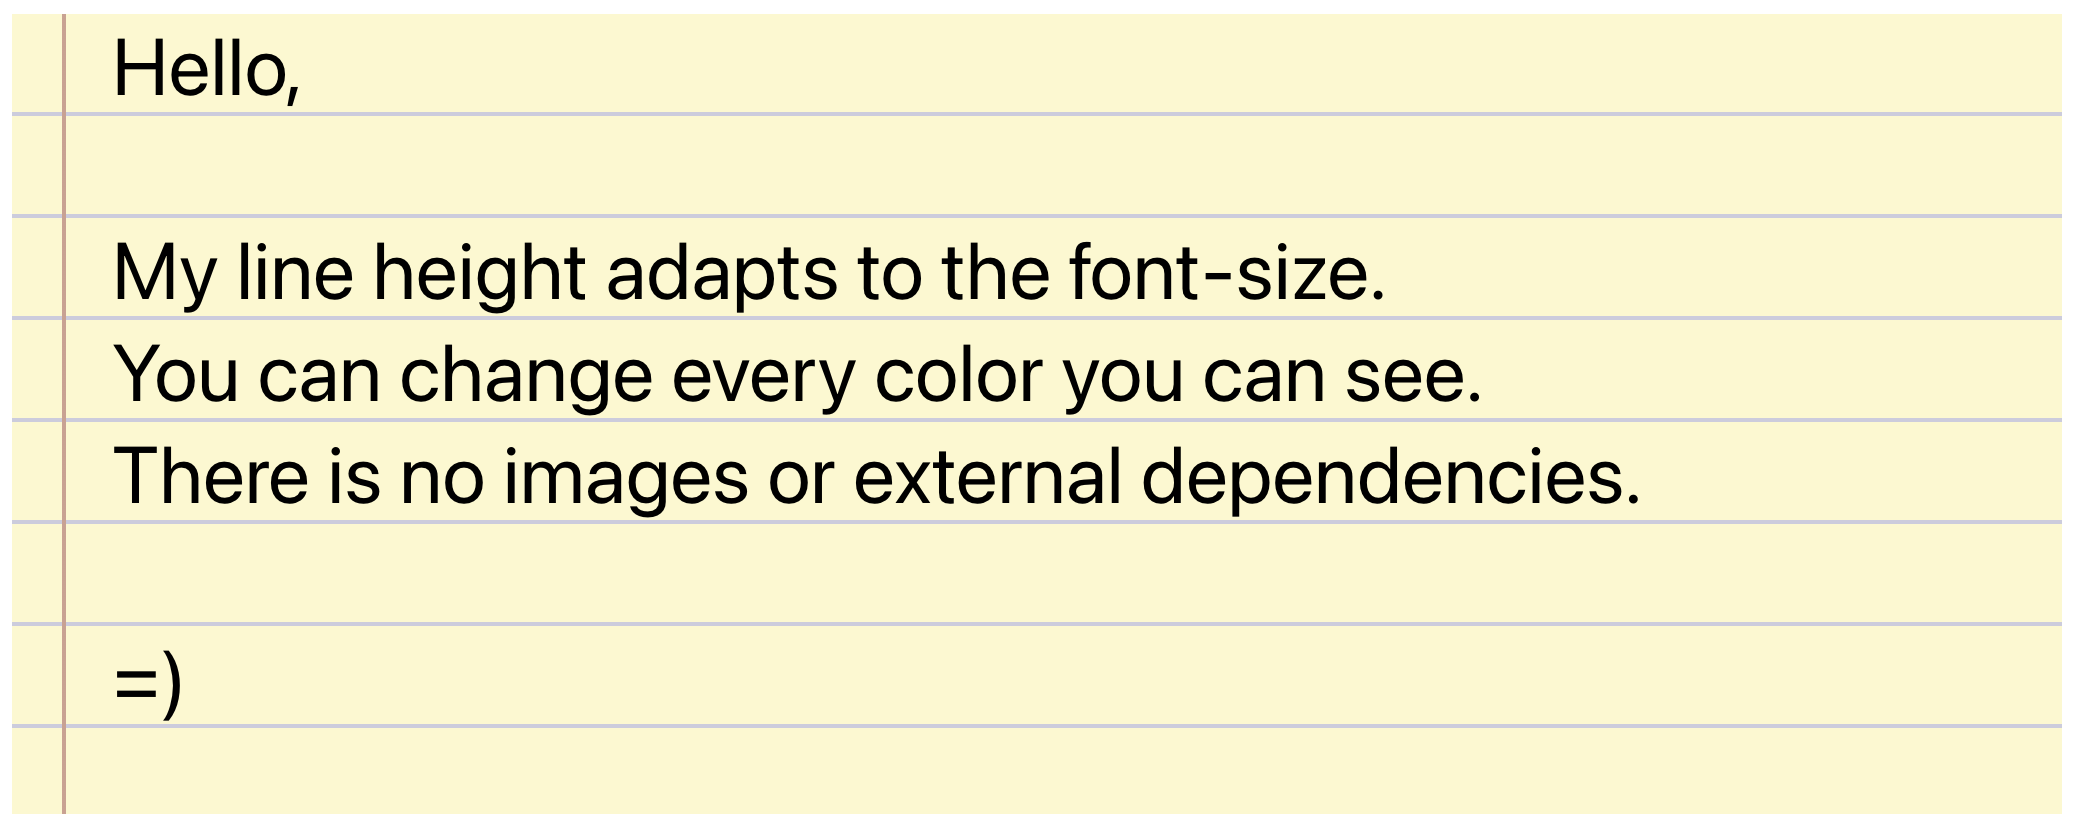 Hello,
My line height adapts to the font-size.
You can change every color you can see.
There is no images or external dependencies.
=)